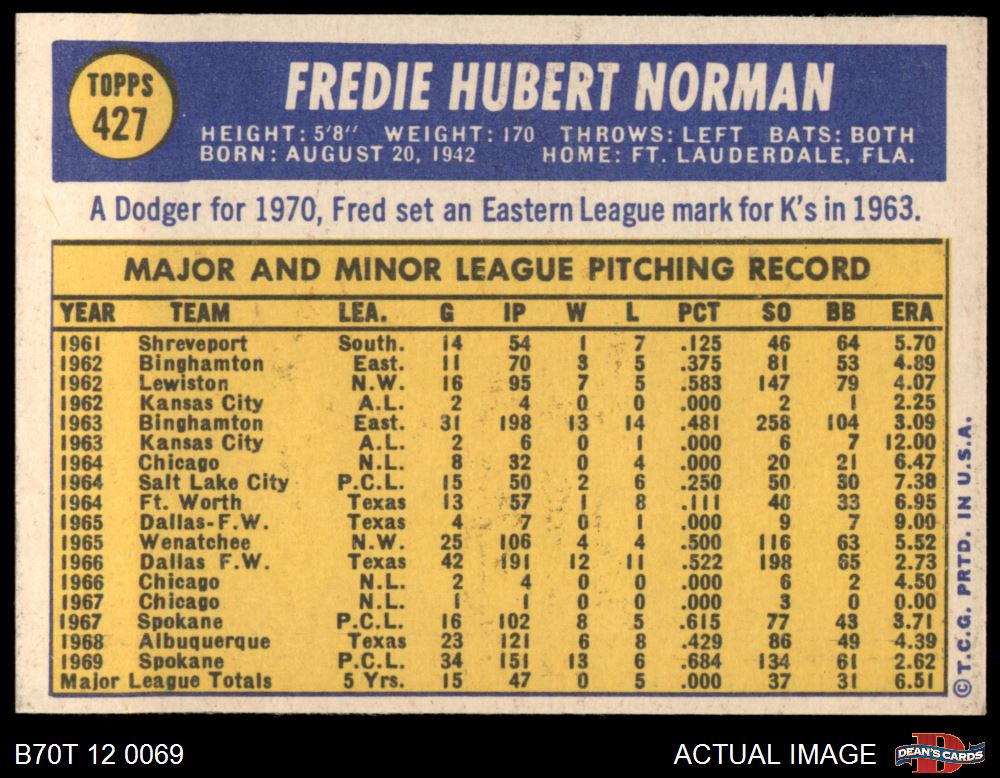 TOPPS
427
FREDIE HUBERT NORMAN
HEIGHT: 5'8" WEIGHT: 170 THROWS: LEFT BATS: BOTH
BORN: AUGUST 20, 1942 HOME: FT. LAUDERDALE, FLA.
A Dodger for 1970, Fred set an Eastern League mark for K's in 1963.
MAJOR AND MINOR LEAGUE PITCHING RECORD
YEAR TEAM LEA. G IP W L PCT SO BB ERA
1961 Shreveport South. 14 54 1 7 .125 46 64 5.70
1962 Binghamton East. 11 70 3 5 .375 81 53 4.89
1962 Lewiston N.W. 16 95 7 5 .583 147 79 4.07
1962 Kansas City A.L. 2 4 0 0 .000 2 1 2.25
1963 Binghamton East. 31 198 13 14 .481 258 104 3.09
1963 Kansas City A.L. 2 6 0 1 .000 6 7 12.00
1964 Chicago N.L. 8 32 0 4 .000 20 21 6.47
1964 Salt Lake City P.C.L. 15 50 2 6 .250 50 30 7.38
1964 Ft. Worth Texas 13 57 1 8 .111 40 33 6.95
1965 Dallas-F.W. Texas 4 7 0 1 .000 9 7 9.00
1965 Wenatchee N.W. 25 106 4 4 .500 116 63 5.52
1966 Dallas F.W. Texas 42 191 12 11 .522 198 65 2.73
1966 Chicago N.L. 2 4 0 0 .000 6 2 4.50
1967 Chicago N.L. 1 1 0 0 .000 3 0 0.00
1967 Spokane P.C.L. 16 102 8 5 .615 77 43 3.71
1968 Albuquerque Texas 23 121 6 8 .429 86 49 4.39
1969 Spokane P.C.L. 34 151 13 6 .684 134 61 2.62
Major League Totals 5 Yrs. 15 47 0 5 .000 37 31 6.51
© T.C.G. PRTD. IN U.S.A.
B70T 12 0069 ACTUAL IMAGE
DEAN'S CARDS